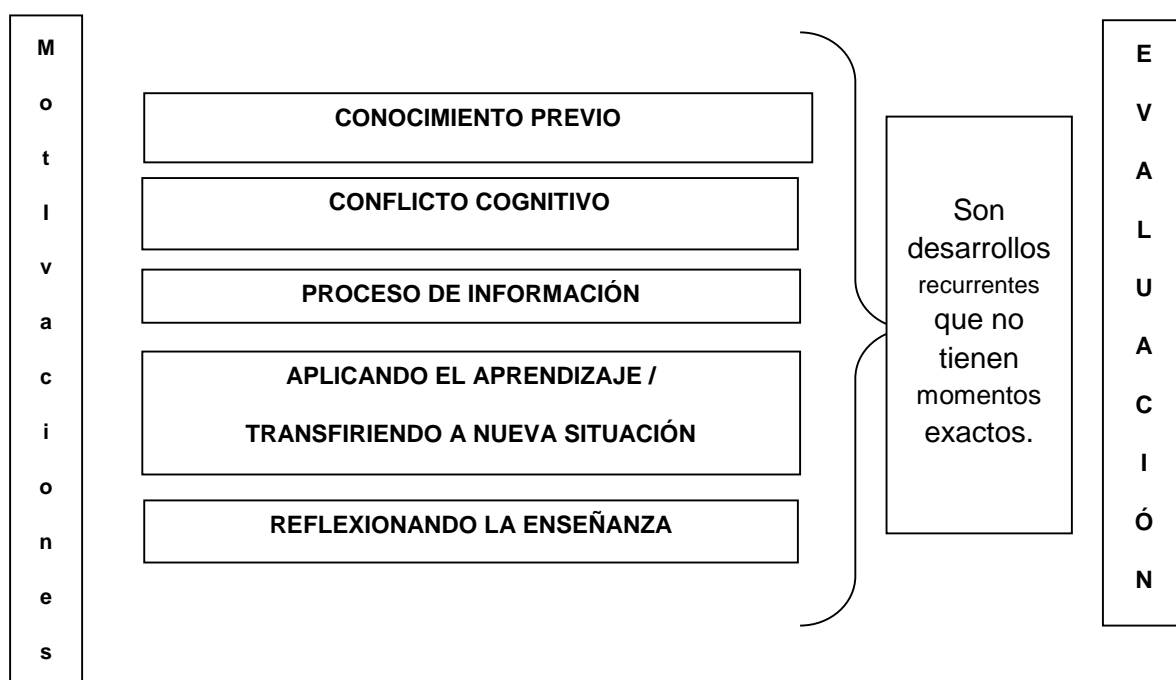 M
o
t
I
v
a
c
i
o
n
e
s
CONOCIMIENTO PREVIO
CONFLICTO COGNITIVO
PROCESO DE INFORMACIÓN
APLICANDO EL APRENDIZAJE /
TRANSFIRIENDO A NUEVA SITUACIÓN
REFLEXIONANDO LA ENSEÑANZA
Son
desarrollos
recurrentes
que no
tienen
momentos
exactos.
E
V
A
L
U
A
C
I
Ó
N